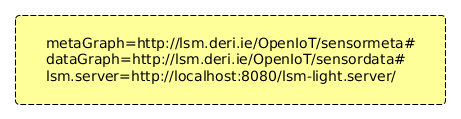 metaGraph=http://lsm.deri.ie/OpenIoT/sensormeta#
dataGraph=http://lsm.deri.ie/OpenIoT/sensordata#
lsm.server=http://localhost:8080/lsm-light.server/